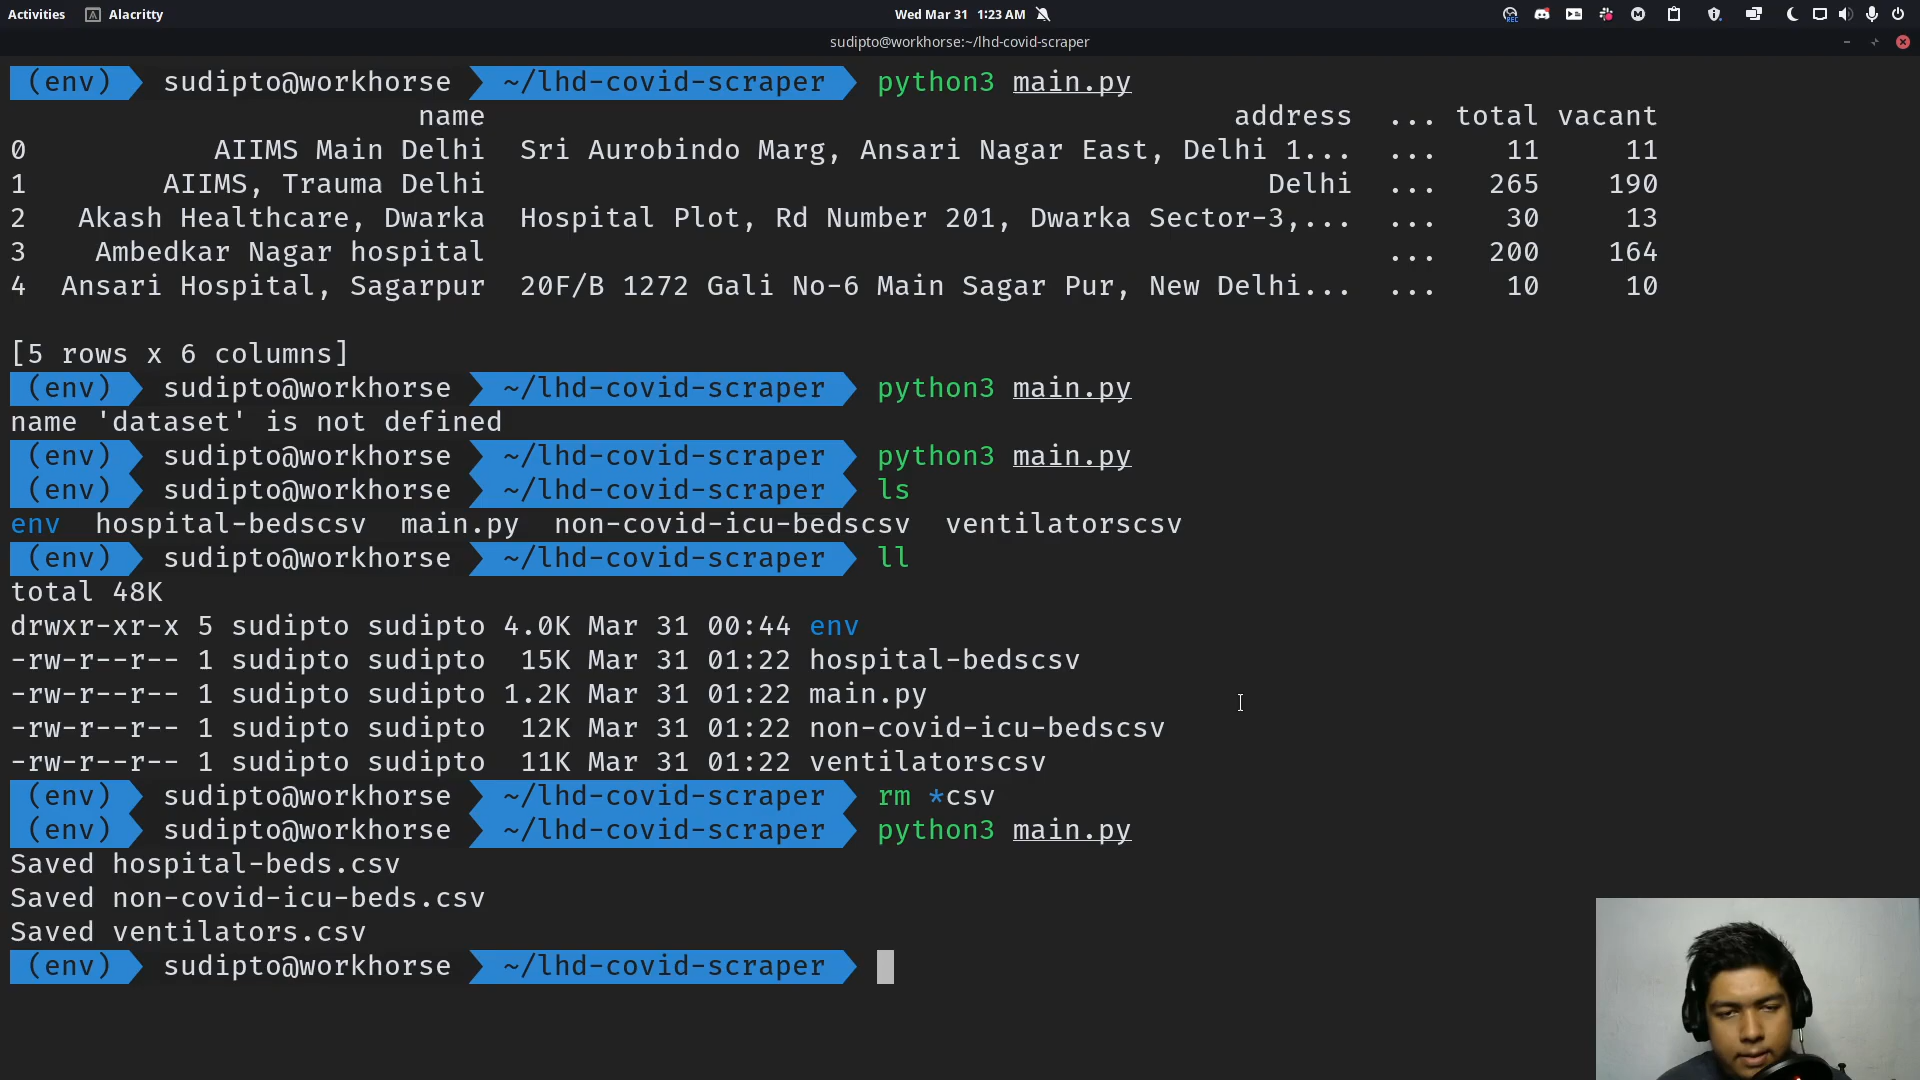 Activities Alacritty Wed Mar 31 1:23 AM
sudipto@workhorse:~/lhd-covid-scraper
(env) sudipto@workhorse ~/lhd-covid-scraper python3 main.py
name address ... total vacant
0 AIIMS Main Delhi Sri Aurobindo Marg, Ansari Nagar East, Delhi 1... ... 11 11
1 AIIMS, Trauma Delhi Delhi ... 265 190
2 Akash Healthcare, Dwarka Hospital Plot, Rd Number 201, Dwarka Sector-3,... ... 30 13
3 Ambedkar Nagar hospital ... 200 164
4 Ansari Hospital, Sagarpur 20F/B 1272 Gali No-6 Main Sagar Pur, New Delhi... ... 10 10
[5 rows x 6 columns]
(env) sudipto@workhorse ~/lhd-covid-scraper python3 main.py
name 'dataset' is not defined
(env) sudipto@workhorse ~/lhd-covid-scraper python3 main.py
(env) sudipto@workhorse ~/lhd-covid-scraper ls
env hospital-bedscsv main.py non-covid-icu-bedscsv ventilatorscsv
(env) sudipto@workhorse ~/lhd-covid-scraper ll
total 48K
drwxr-xr-x 5 sudipto sudipto 4.0K Mar 31 00:44 env
-rw-r--r-- 1 sudipto sudipto 15K Mar 31 01:22 hospital-bedscsv
-rw-r--r-- 1 sudipto sudipto 1.2K Mar 31 01:22 main.py
-rw-r--r-- 1 sudipto sudipto 12K Mar 31 01:22 non-covid-icu-bedscsv
-rw-r--r-- 1 sudipto sudipto 11K Mar 31 01:22 ventilatorscsv
(env) sudipto@workhorse ~/lhd-covid-scraper rm *csv
(env) sudipto@workhorse ~/lhd-covid-scraper python3 main.py
Saved hospital-beds.csv
Saved non-covid-icu-beds.csv
Saved ventilators.csv
(env) sudipto@workhorse ~/lhd-covid-scraper